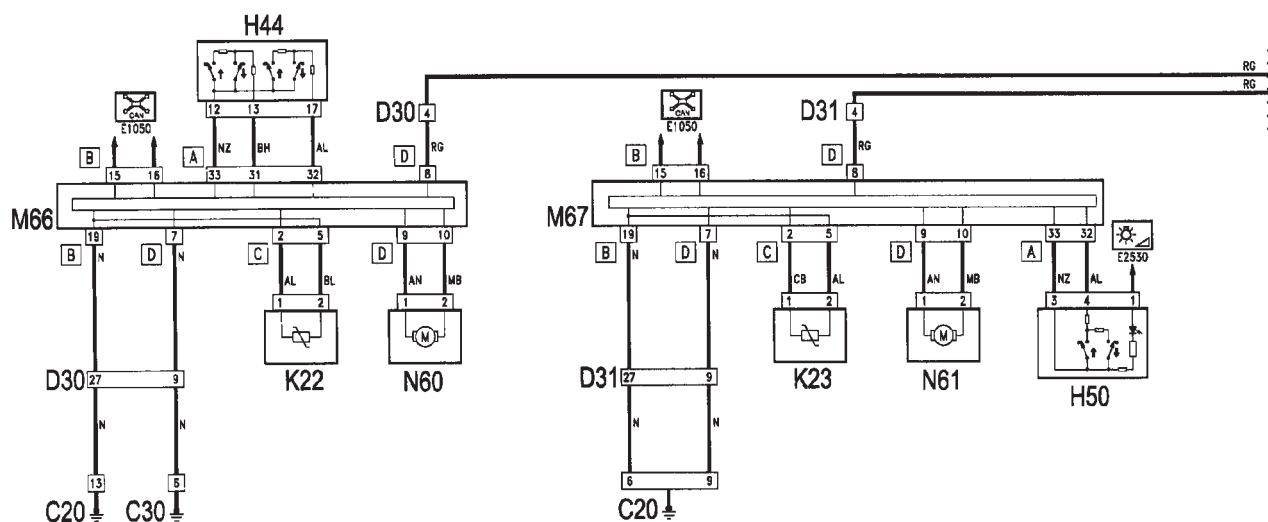 H44
RG
RG
12 13 17
CAN
E1050
D30 4
CAN
E1050
D31 4
NZ BH AL
RG
RG
B
A
D
B
D
15 16
33 31 32
8
15 16
8
M66
M67
19 7 2 5 9 10
19 7 2 5 9 10 33 32
B N D N C D
B N D N C D A
E2530
AL BL AN MB
CB AL AN MB NZ AL
1 2 1 2
1 2 1 2 3 4 1
M
M
D30 27 9
K22
N60
D31 27 9
K23
N61
H50
N N
N N
13 5
6 9
C20
C30
C20